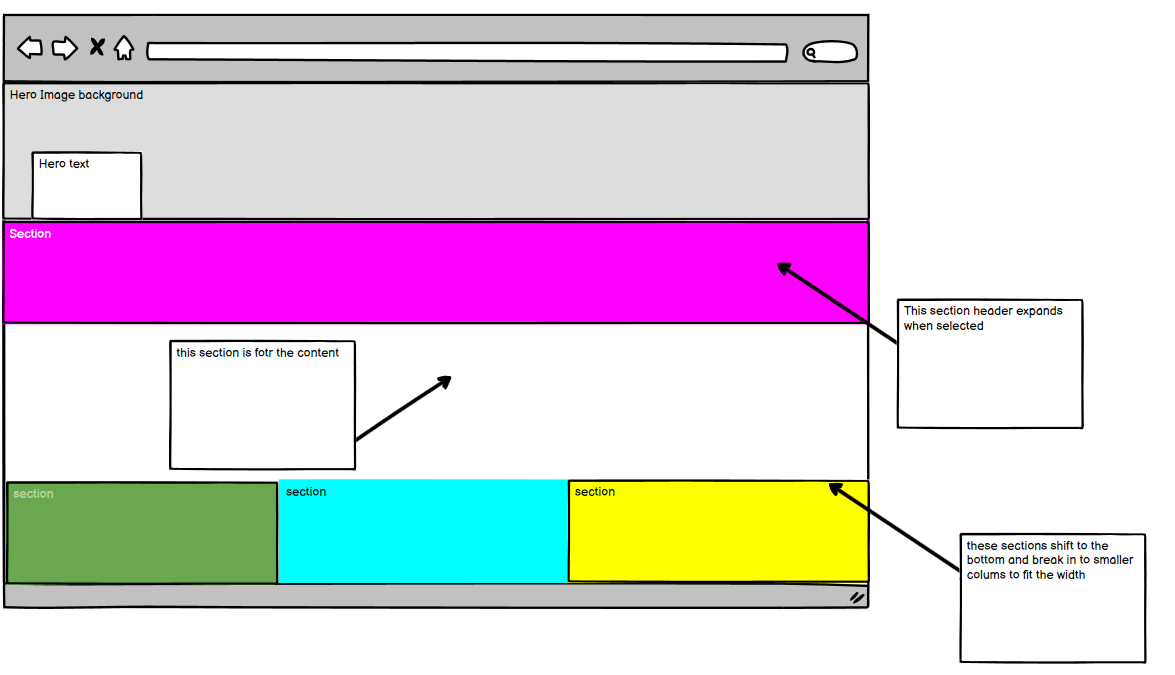 Hero Image background
Hero text
Section
This section header expands
when selected
this section is fotr the content
section
section
section
these sections shift to the
bottom and break in to smaller
colums to fit the width